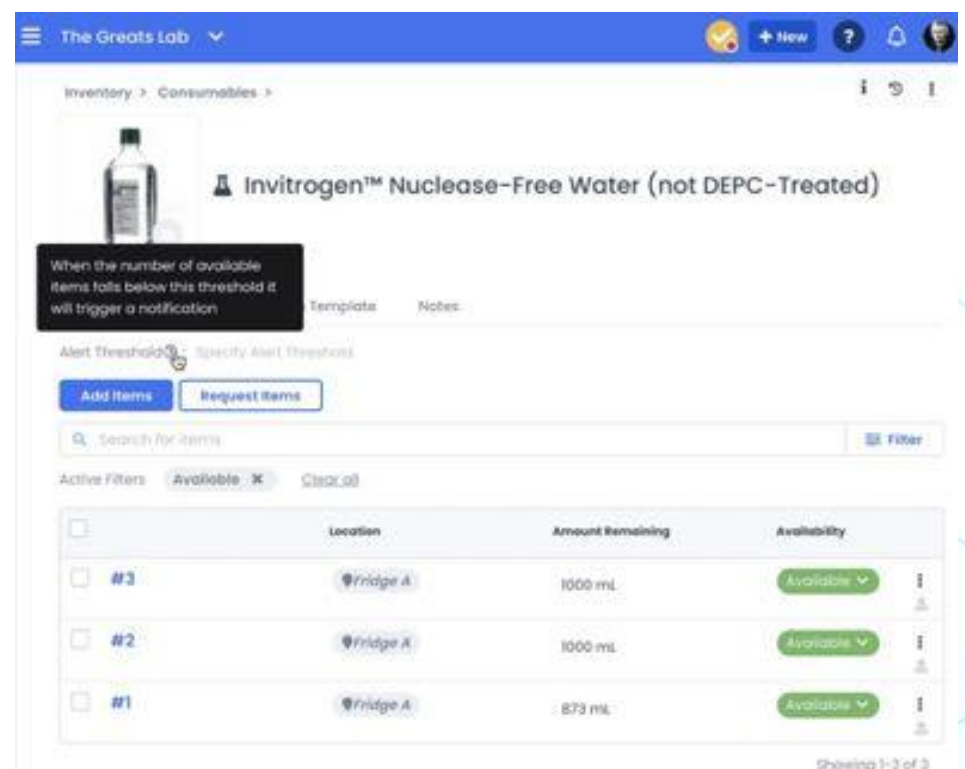 The Greats Lab
+ New ?
Inventory > Consumables >
Invitrogen™ Nuclease-Free Water (not DEPC-Treated)
When the number of available
items falls below this threshold it
will trigger a notification
Template Notes
Alert Threshold : Specify Alert Threshold
Add Items Request Items
Search for items Filter
Active Filters Available ✖ Clear all
Location Amount Remaining Availability
#3 Fridge A 1000 mL Available
#2 Fridge A 1000 mL Available
#1 Fridge A 873 mL Available
Showing 1-3 of 3